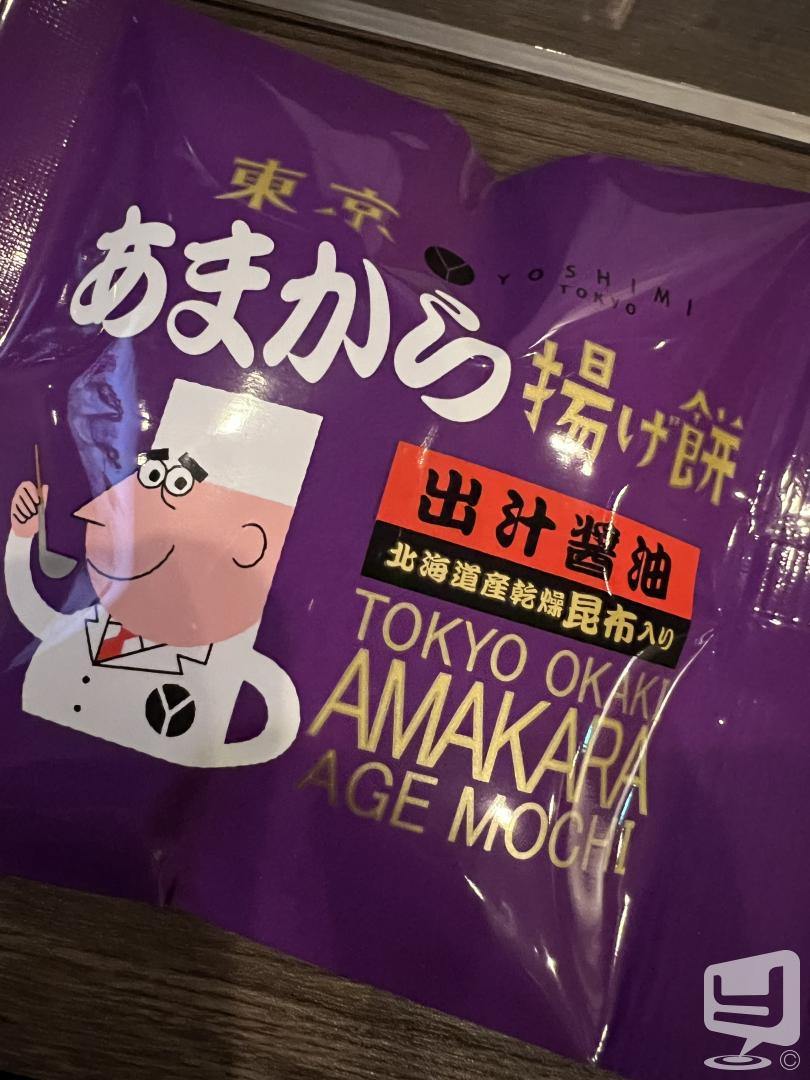 東京
あまから
YOSHIMI
TOKYO
揚げ餅
出汁醤油
北海道産乾燥昆布入り
TOKYO OKAKI
AMAKARA
AGE MOCHI
©